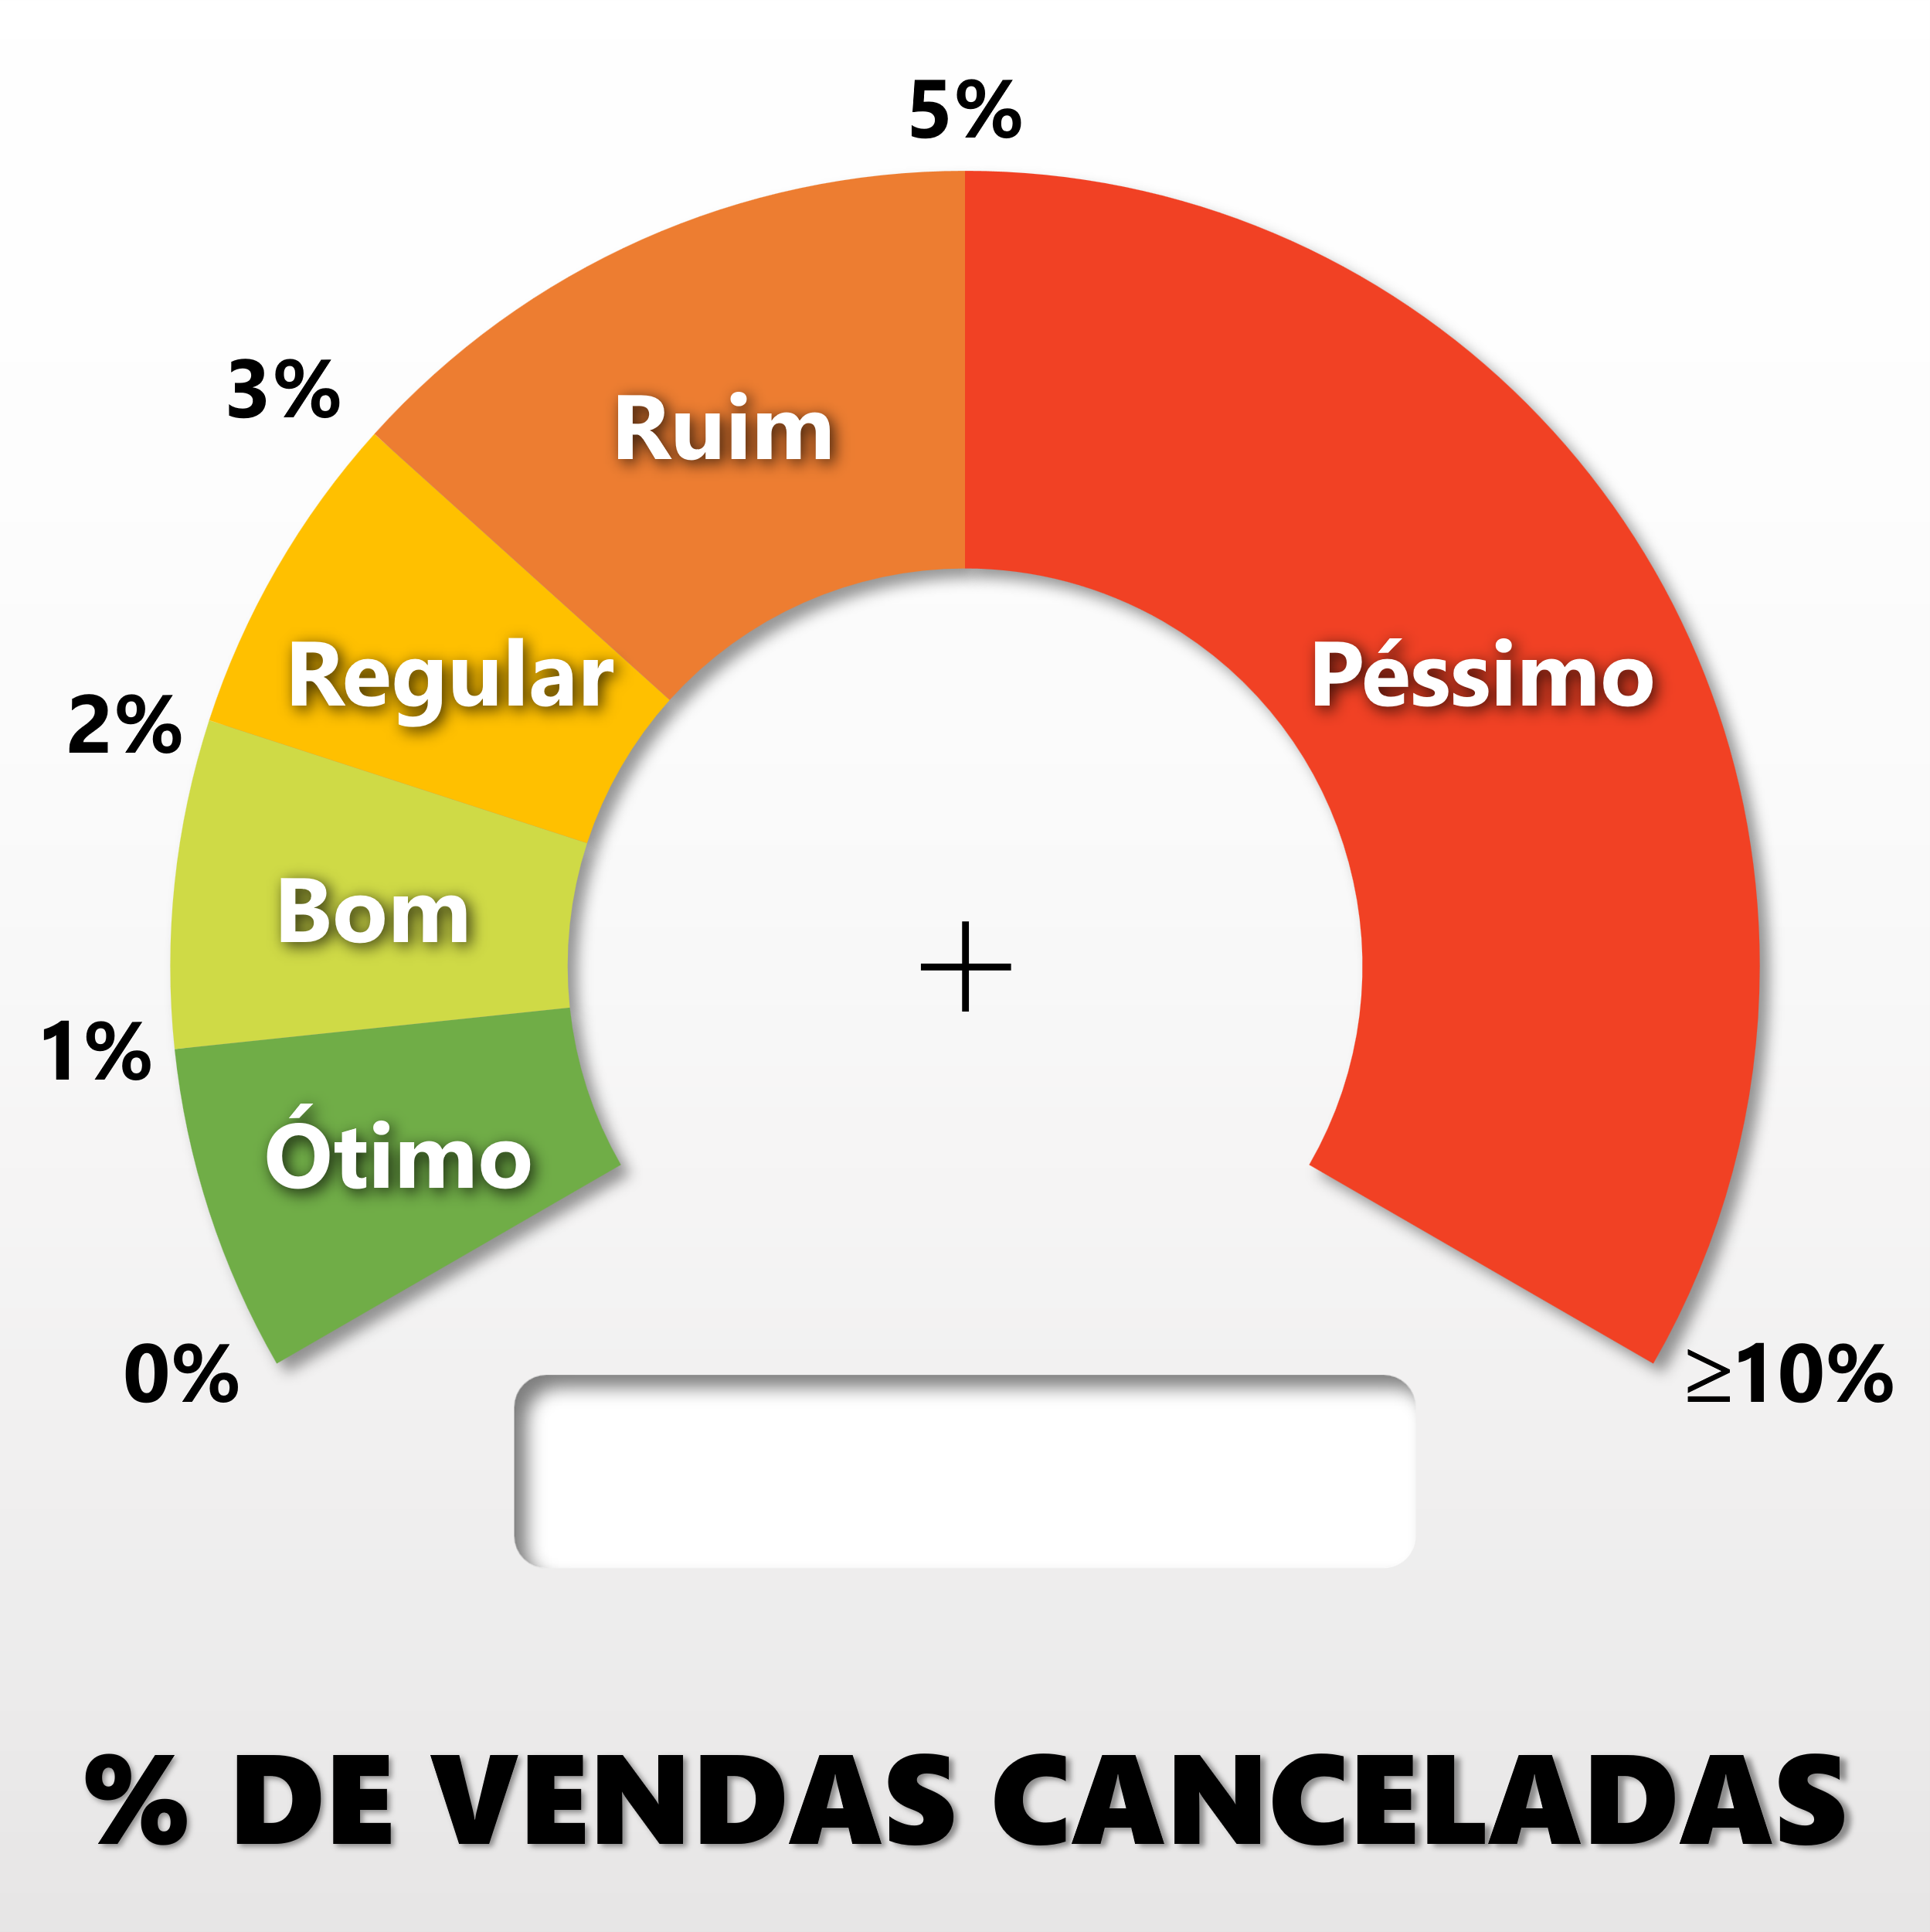 5%
3%
Ruim
Regular
Péssimo
2%
Bom
1%
Ótimo
0%
≥10%
% DE VENDAS CANCELADAS